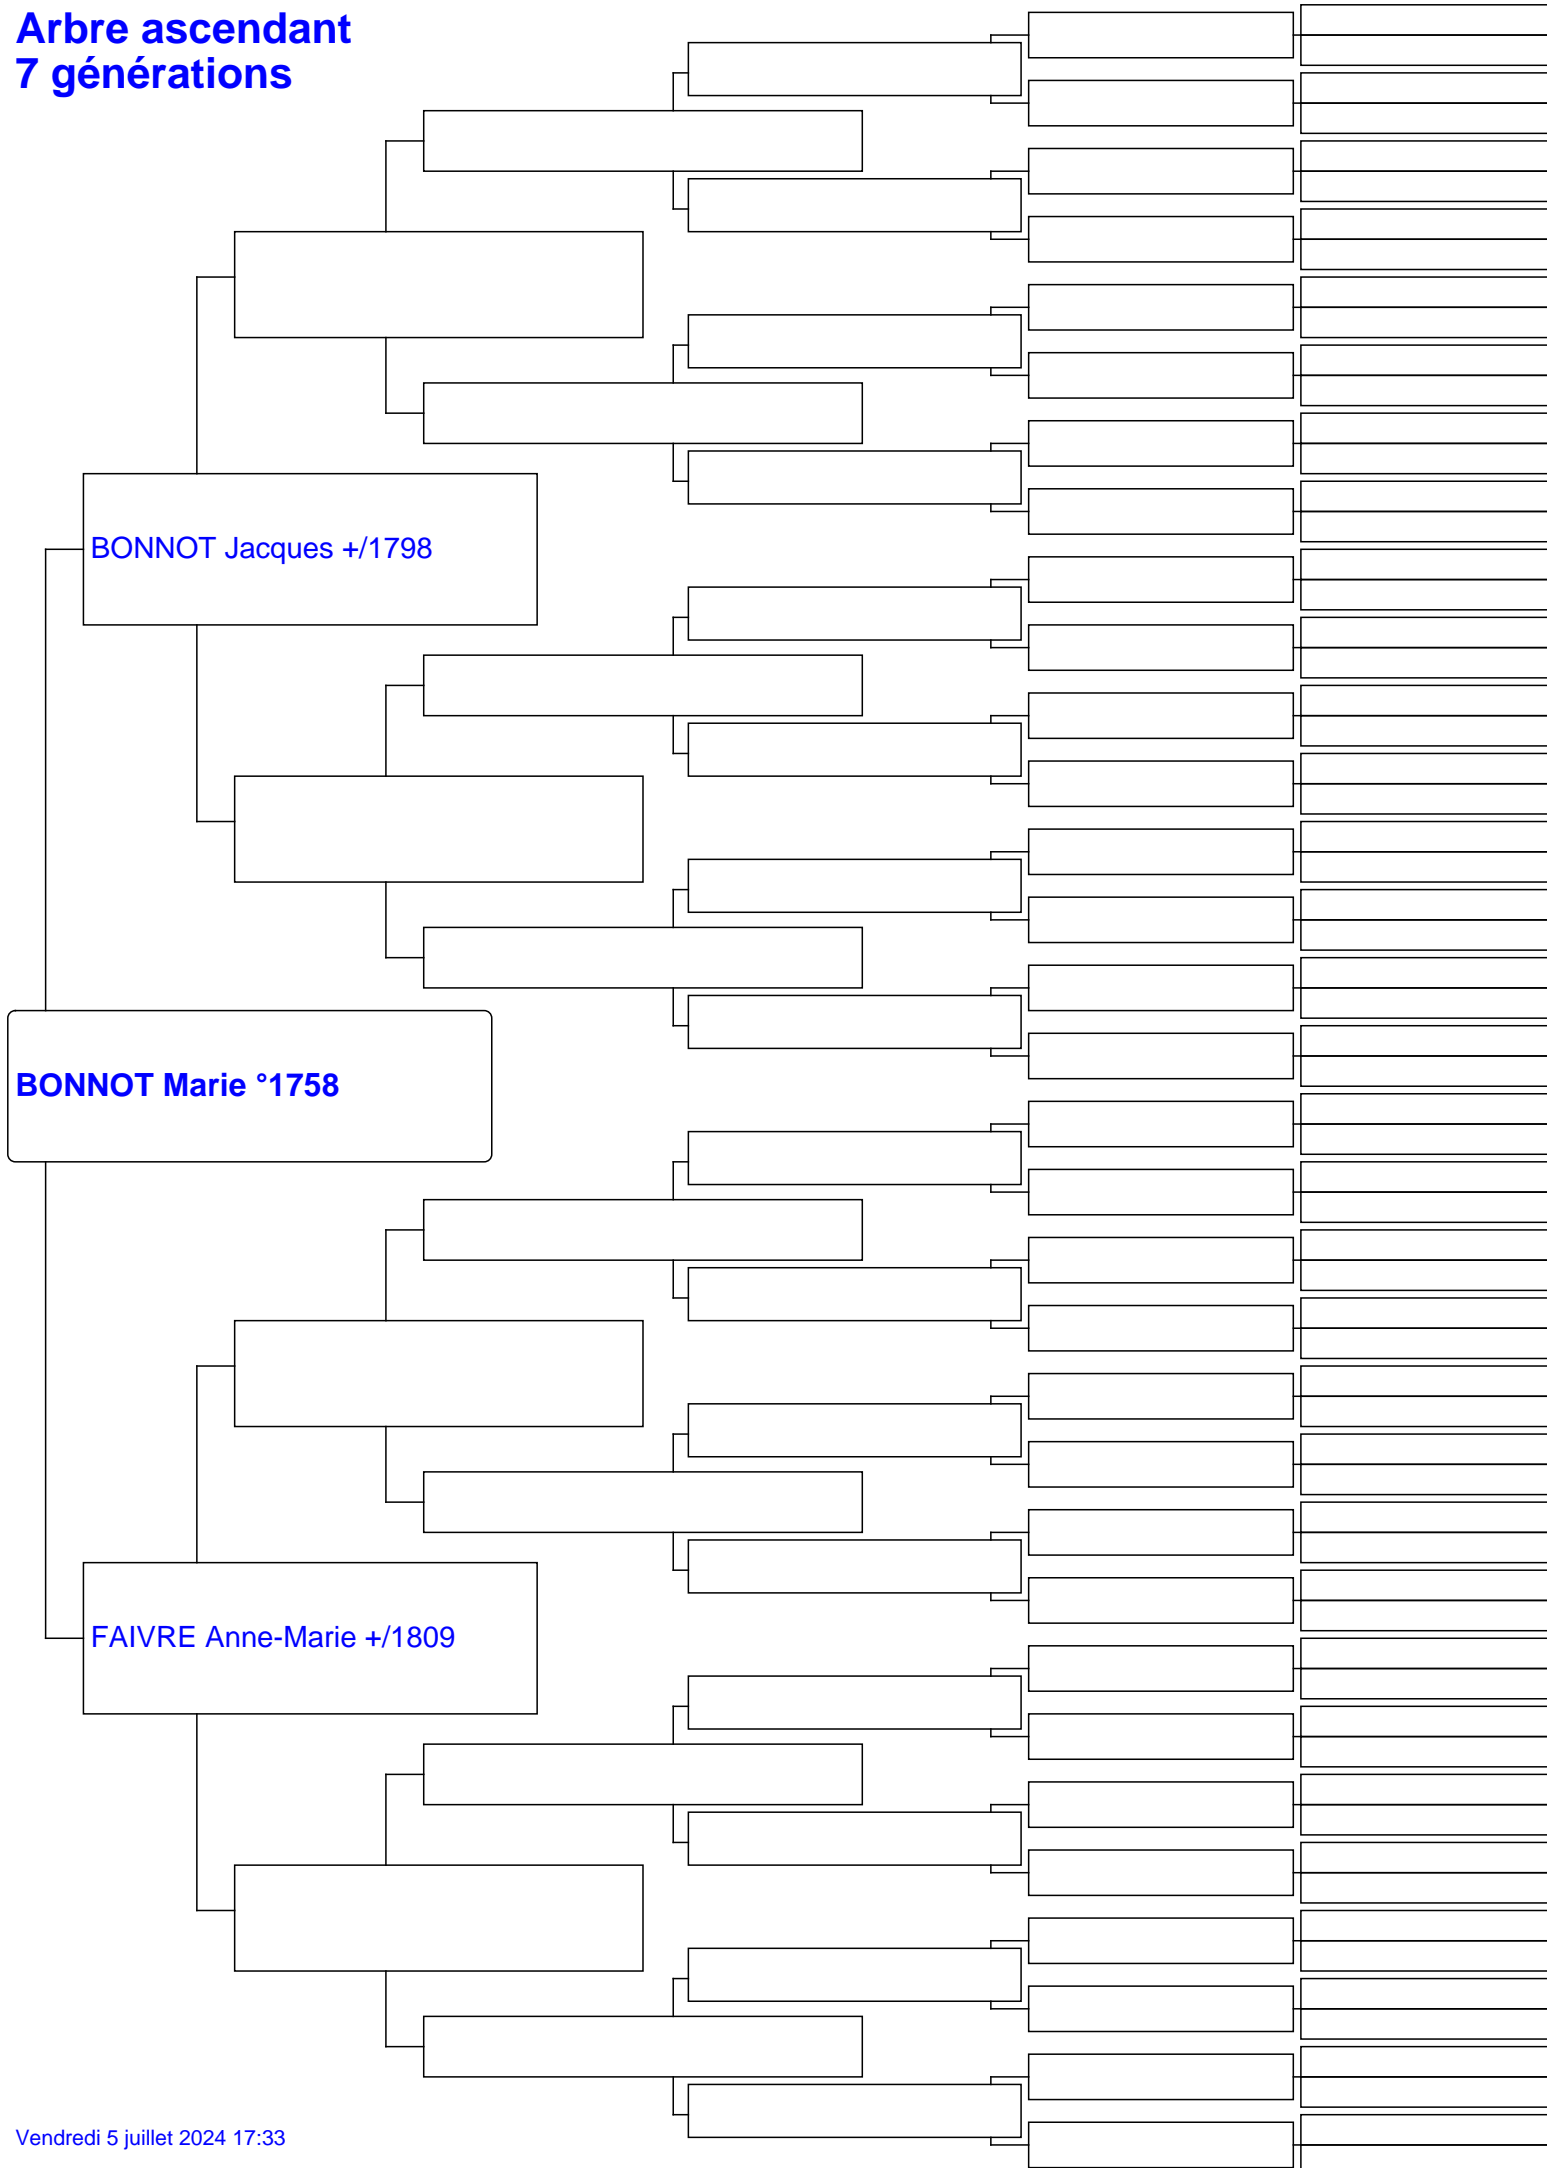 Arbre ascendant
7 générations
BONNOT Jacques +/1798
BONNOT Marie °1758
FAIVRE Anne-Marie +/1809
Vendredi 5 juillet 2024 17:33